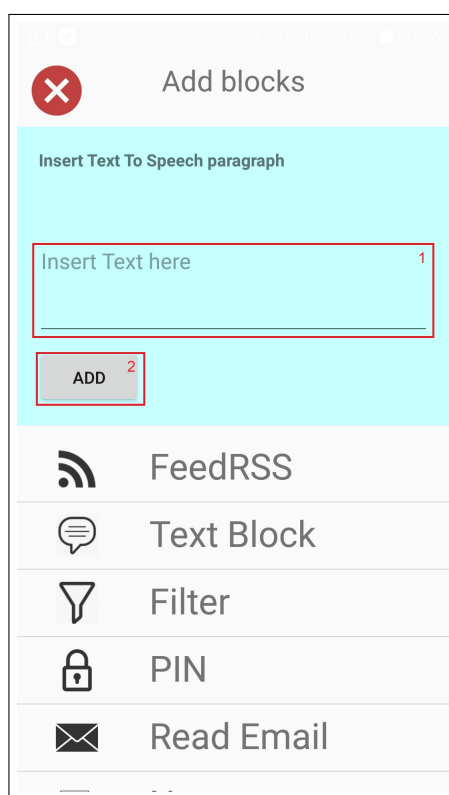 Add blocks
Insert Text To Speech paragraph
Insert Text here
1
ADD
2
FeedRSS
Text Block
Filter
PIN
Read Email